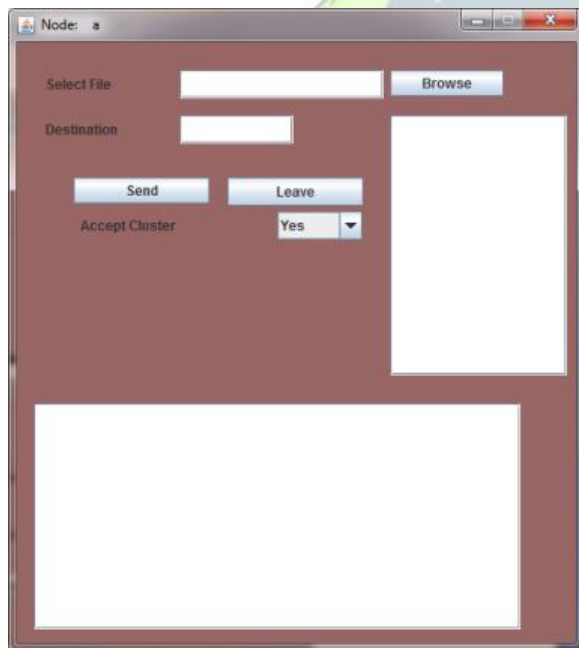 Node: a
Select File
Browse
Destination
Send
Leave
Accept Cluster
Yes